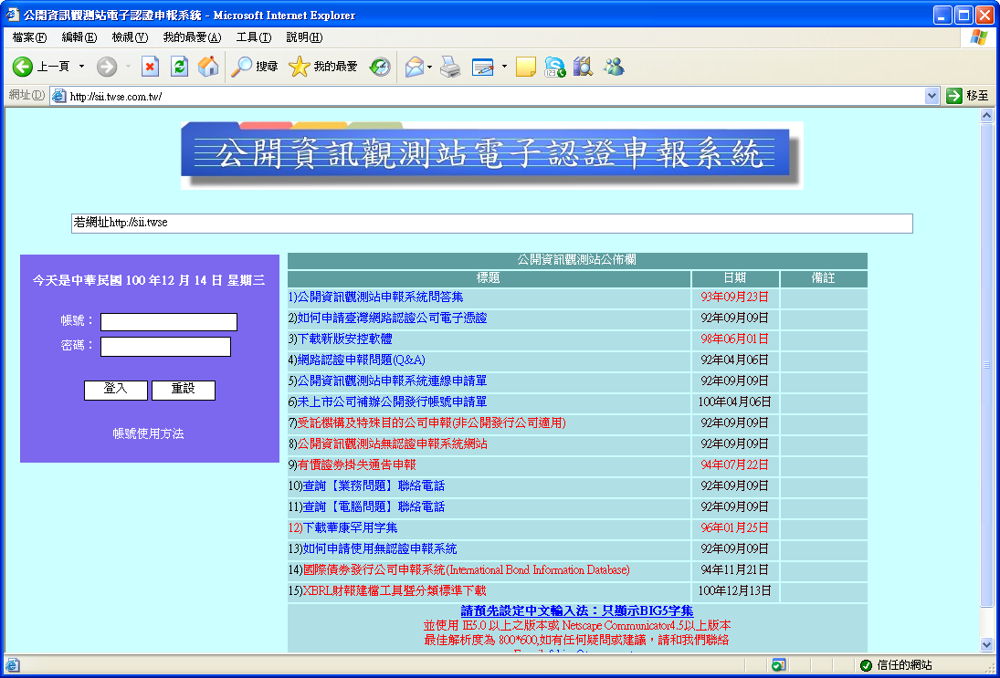 公開資訊觀測站電子認證申報系統 - Microsoft Internet Explorer
檔案(F) 編輯(E) 檢視(V) 我的最愛(A) 工具(T) 說明(H)
上一頁 搜尋 我的最愛
網址(D) http://sii.twse.com.tw/ 移至
公開資訊觀測站電子認證申報系統
若網址http://sii.twse
今天是中華民國 100 年12 月 14 日 星期三
帳號：
密碼：
登入 重設
帳號使用方法
公開資訊觀測站公佈欄
標題 日期 備註
1)公開資訊觀測站申報系統問答集 93年09月23日
2)如何申請臺灣網路認證公司電子憑證 92年09月09日
3)下載新版安控軟體 98年06月01日
4)網路認證申報問題(Q&A) 92年04月06日
5)公開資訊觀測站申報系統連線申請單 92年09月09日
6)未上市公司補辦公開發行帳號申請單 100年04月06日
7)受託機構及特殊目的公司申報(非公開發行公司適用) 92年09月09日
8)公開資訊觀測站無認證申報系統網站 92年09月09日
9)有價證券掛失通告申報 94年07月22日
10)查詢【業務問題】聯絡電話 92年09月09日
11)查詢【電腦問題】聯絡電話 92年09月09日
12)下載華康罕用字集 96年01月25日
13)如何申請使用無認證申報系統 92年09月09日
14)國際債券發行公司申報系統(International Bond Information Database) 94年11月21日
15)XBRL財報建檔工具暨分類標準下載 100年12月13日
請預先設定中文輸入法：只顯示BIG5字集
並使用 IE5.0 以上之版本或 Netscape Communicator4.5以上版本
最佳解析度為 800*600,如有任何疑問或建議，請和我們聯絡
信任的網站